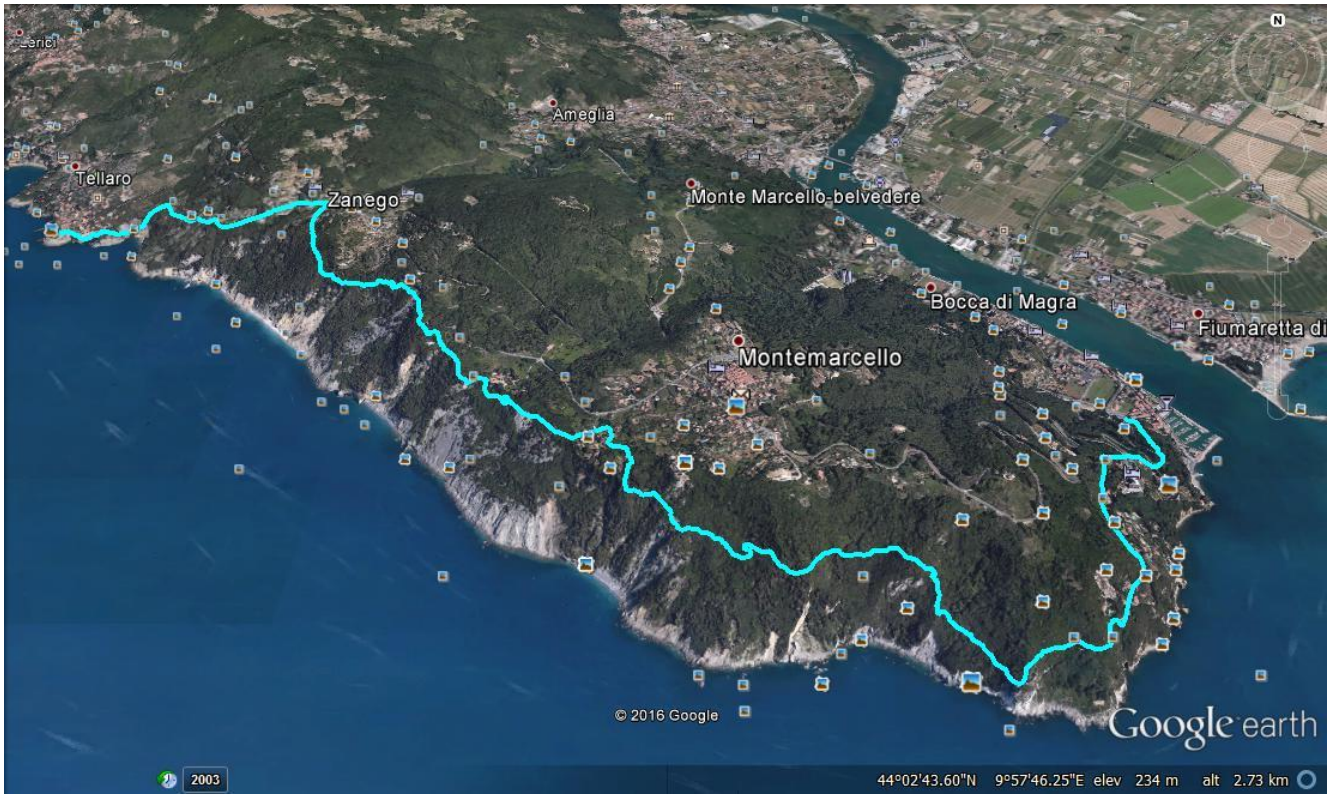 Lerici
N
Ameglia
Tellaro
Zanego
Monte Marcello-belvedere
Bocca di Magra
Fiumaretta di
Montemarcello
© 2016 Google
Google earth
2003
44°02'43.60"N 9°57'46.25"E elev 234 m alt 2.73 km